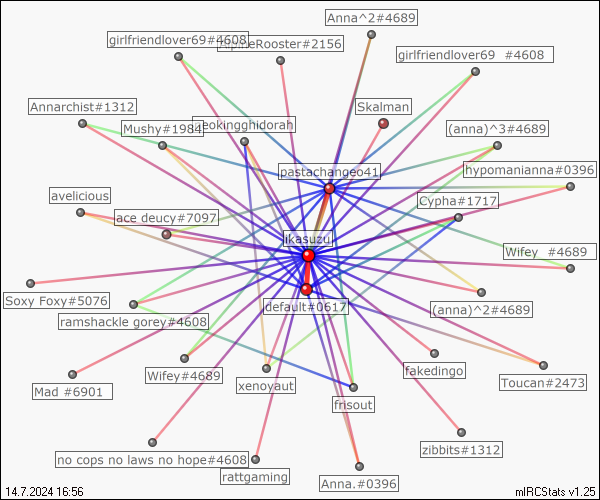 Anna^2#4689
girlfriendlover69#4608
RooRooster#2156
girlfriendlover69 #4608
Annarchist#1312
Skalman
Mushy#1984
eokingghidorah
(anna)^3#4689
pastachangeo41
hypomanianna#0396
avelicious
Cypha#1717
ace deucy#7097
ikasuzu
Wifey #4689
Soxy Foxy#5076
default#0617
(anna)^2#4689
ramshackle gorey#4608
Wifey#4689
fakedingo
Mad #6901
xenoyaut
Toucan#2473
frisout
no cops no laws no hope#4608
zibbits#1312
rattgaming
Anna.#0396
14.7.2024 16:56
mIRCStats v1.25